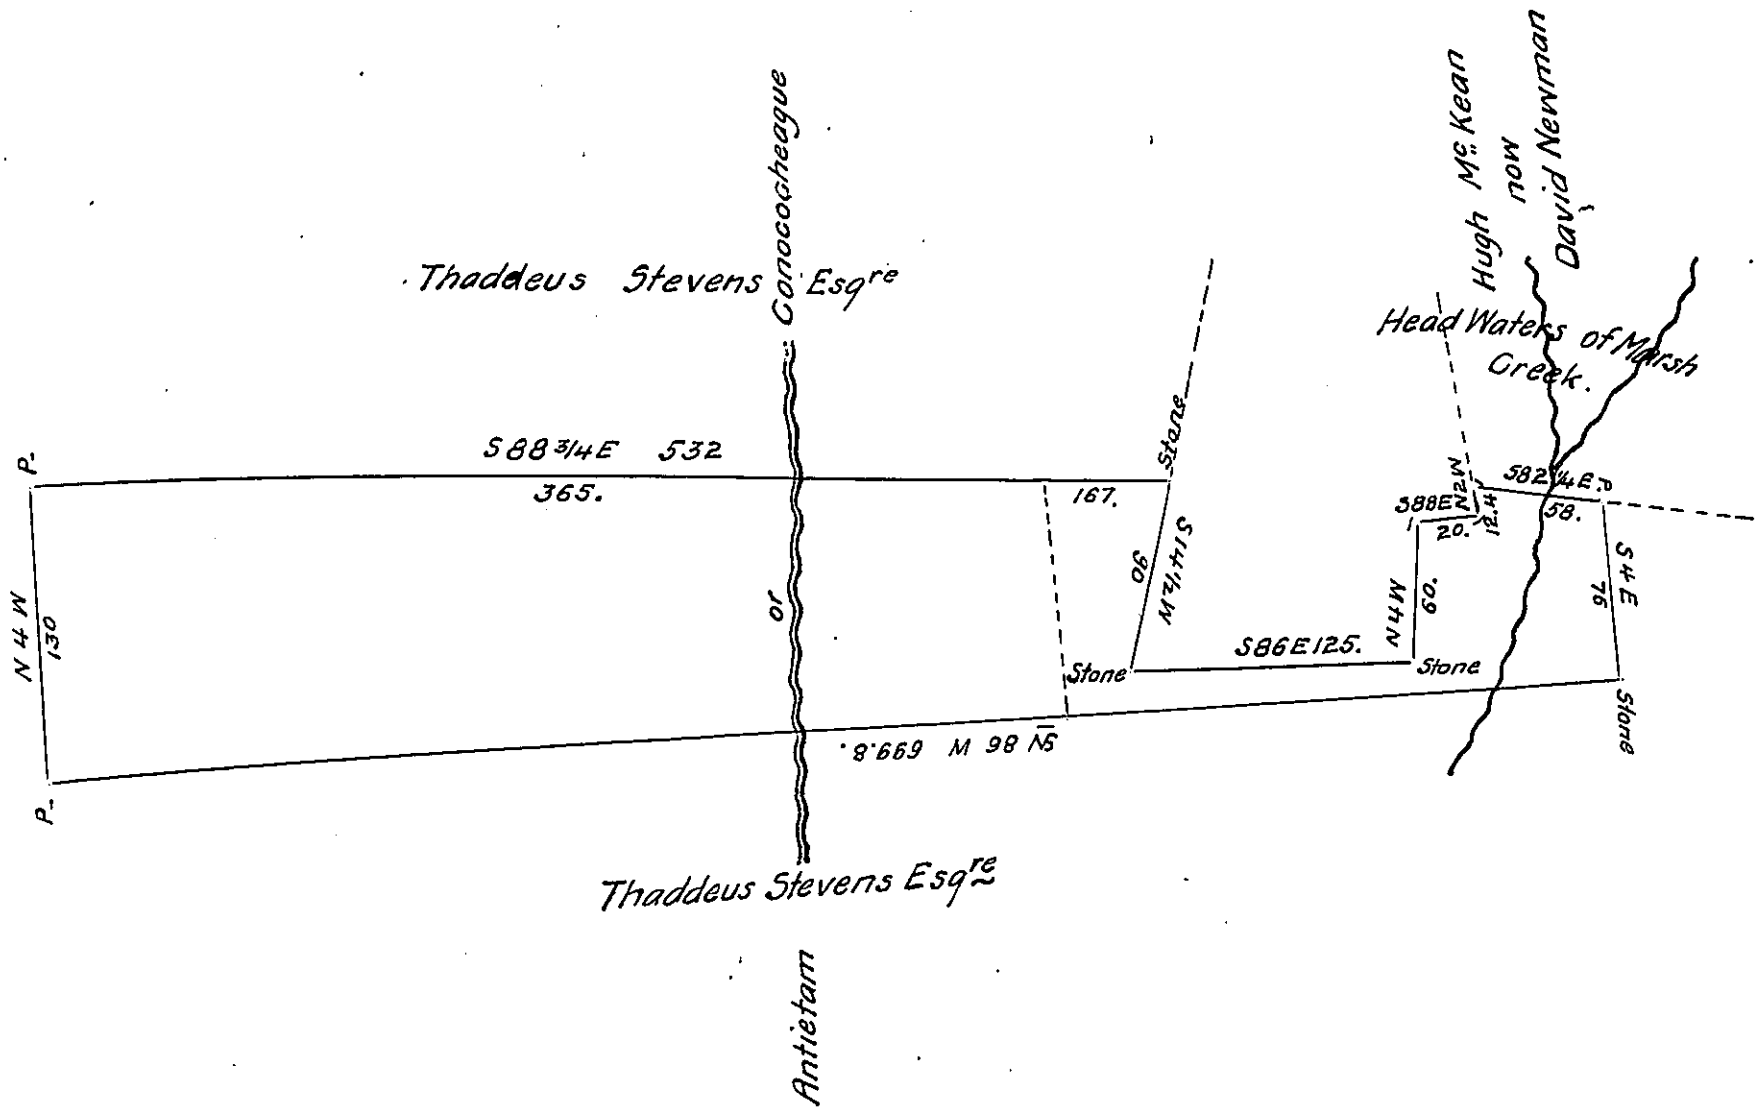 Conococheague
Hugh McKean
now
David Newman
Thaddeus Stevens Esqre
Head Waters of Marsh
Creek.
P.
S 88 3/4 E 532
365.
167.
Stone
N 2 W
12.4
S 82 1/4 E.
58.
P.
S 88 E
20.
S 14 1/2 W
90
N 4 W
60.
S 4 E
76
N 4 W
130
or
S 86 E 125.
Stone
Stone
Stone
N 86 W 699.8.
P.
Thaddeus Stevens Esqre
Antietam